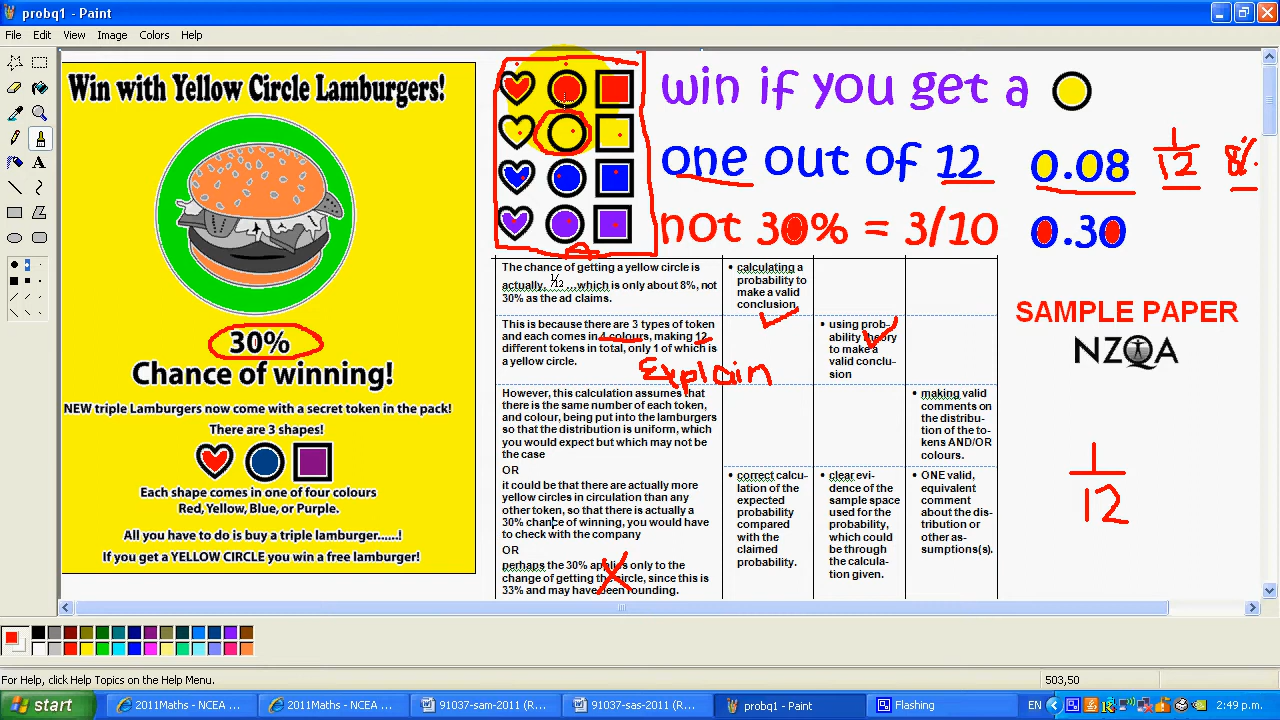 probq1 - Paint
File Edit View Image Colors Help
Win with Yellow Circle Lamburgers!
30%
Chance of winning!
NEW triple Lamburgers now come with a secret token in the pack!
There are 3 shapes!
Each shape comes in one of four colours
Red, Yellow, Blue, or Purple.
All you have to do is buy a triple lamburger.....!
If you get a YELLOW CIRCLE you win a free lamburger!
win if you get a
one out of 12 0.08 1/12 8%
not 30% = 3/10 0.30
The chance of getting a yellow circle is
actually, 1/12 ...which is only about 8%, not
30% as the ad claims.
calculating a
probability to
make a valid
conclusion.
This is because there are 3 types of token
and each comes in 4 colours, making 12
different tokens in total, only 1 of which is
a yellow circle.
Explain
using prob-
ability theory
to make a
valid conclu-
sion
However, this calculation assumes that
there is the same number of each token,
and colour, being put into the lamburgers
so that the distribution is uniform, which
you would expect but which may not be
the case
OR
it could be that there are actually more
yellow circles in circulation than any
other token, so that there is actually a
30% chance of winning, you would have
to check with the company
OR
perhaps the 30% applies only to the
change of getting the circle, since this is
33% and may have been rounding.
making valid
comments on
the distribu-
tion of the to-
kens AND/OR
colours.
correct calcu-
lation of the
expected
probability
compared
with the
claimed
probability.
clear evi-
dence of the
sample space
used for the
probability,
which could
be through
the calcula-
tion given.
ONE valid,
equivalent
comment
about the dis-
tribution or
other as-
sumptions(s).
SAMPLE PAPER
NZQA
1
12
For Help, click Help Topics on the Help Menu.
503,50
start
2011Maths - NCEA ...
2011Maths - NCEA ...
91037-sam-2011 (R...
91037-sas-2011 (R...
probq1 - Paint
Flashing
EN
2:49 p.m.